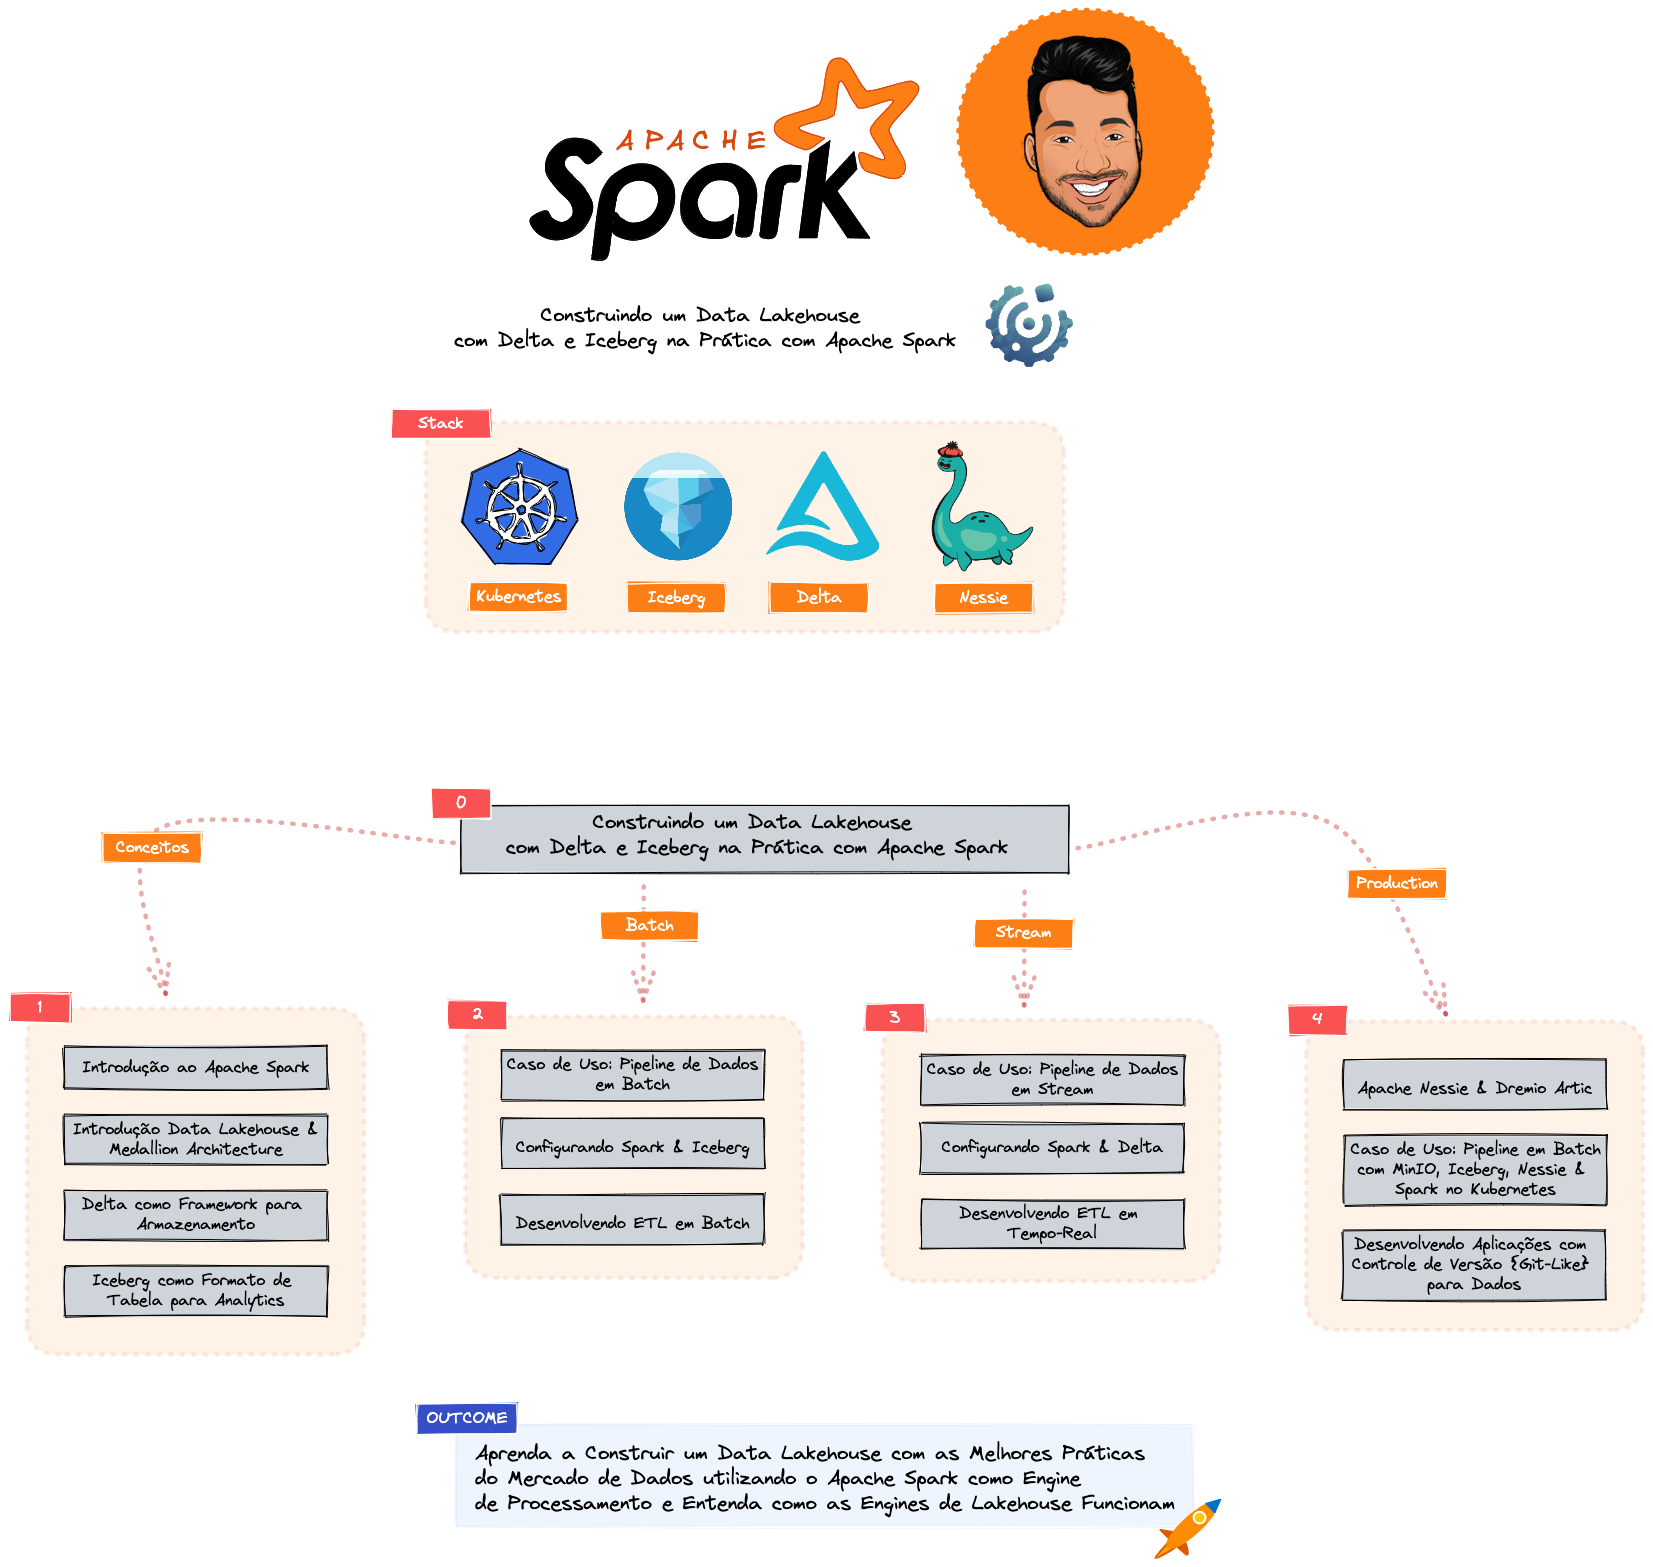 APACHE
Spark
Construindo um Data Lakehouse
com Delta e Iceberg na Prática com Apache Spark
Stack
Kubernetes
Iceberg
Delta
Nessie
0
Construindo um Data Lakehouse
com Delta e Iceberg na Prática com Apache Spark
Conceitos
Batch
Stream
Production
1
Introdução ao Apache Spark
Introdução Data Lakehouse &
Medallion Architecture
Delta como Framework para
Armazenamento
Iceberg como Formato de
Tabela para Analytics
2
Caso de Uso: Pipeline de Dados
em Batch
Configurando Spark & Iceberg
Desenvolvendo ETL em Batch
3
Caso de Uso: Pipeline de Dados
em Stream
Configurando Spark & Delta
Desenvolvendo ETL em
Tempo-Real
4
Apache Nessie & Dremio Artic
Caso de Uso: Pipeline em Batch
com MinIO, Iceberg, Nessie &
Spark no Kubernetes
Desenvolvendo Aplicações com
Controle de Versão {Git-Like}
para Dados
OUTCOME
Aprenda a Construir um Data Lakehouse com as Melhores Práticas
do Mercado de Dados utilizando o Apache Spark como Engine
de Processamento e Entenda como as Engines de Lakehouse Funcionam